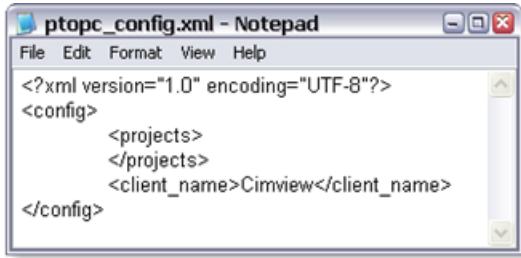 ptopc_config.xml - Notepad
File Edit Format View Help
<?xml version="1.0" encoding="UTF-8"?>
<config>
<projects>
</projects>
<client_name>Cimview</client_name>
</config>